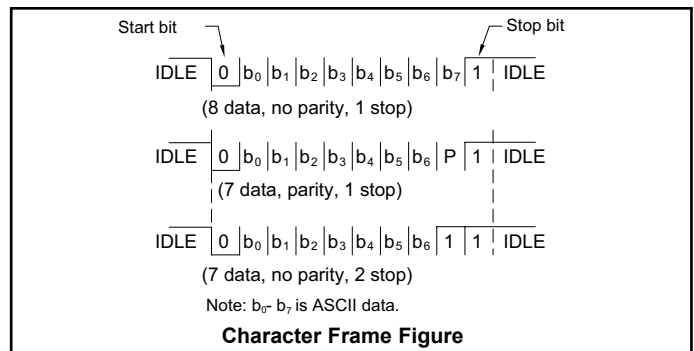 Start bit Stop bit
IDLE 0 b₀ b₁ b₂ b₃ b₄ b₅ b₆ b₇ 1 IDLE
(8 data, no parity, 1 stop)
IDLE 0 b₀ b₁ b₂ b₃ b₄ b₅ b₆ P 1 IDLE
(7 data, parity, 1 stop)
IDLE 0 b₀ b₁ b₂ b₃ b₄ b₅ b₆ 1 1 IDLE
(7 data, no parity, 2 stop)
Note: b₀- b₇ is ASCII data.
Character Frame Figure